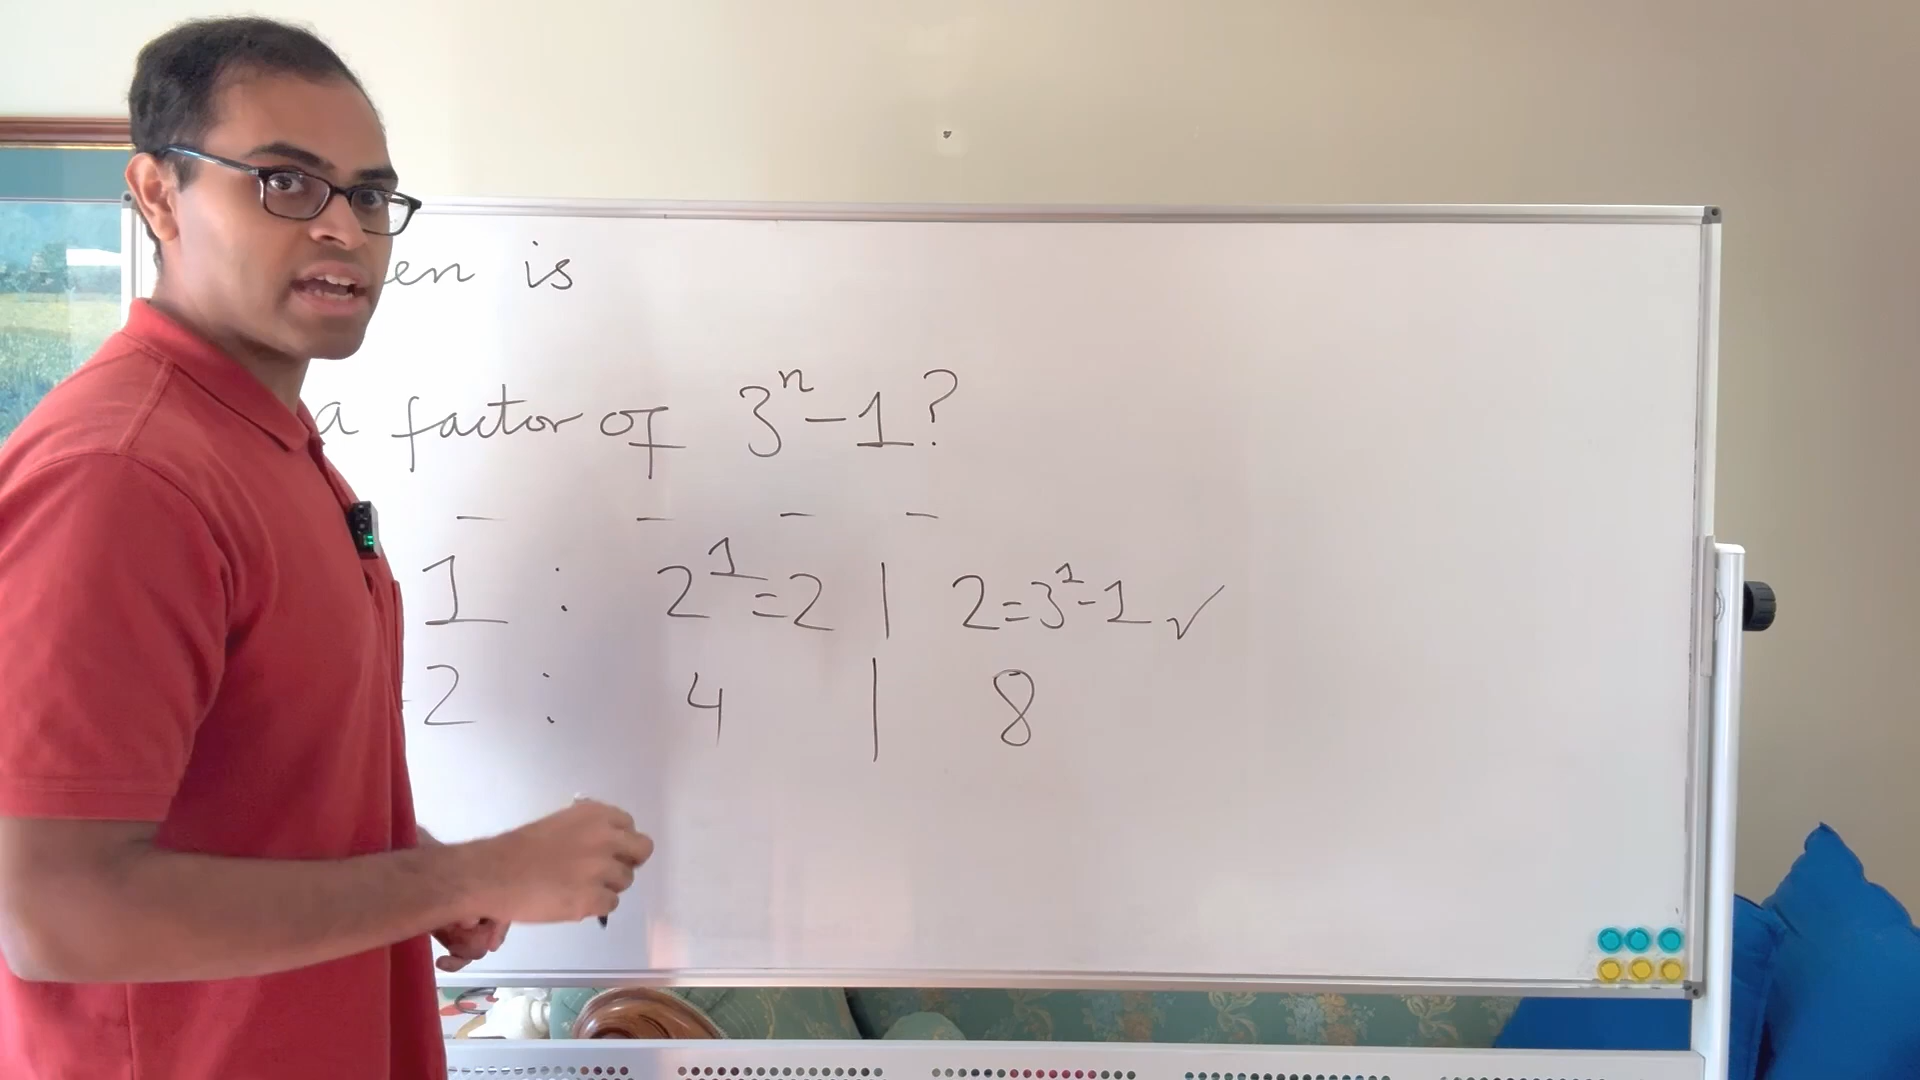 en is
a factor of 3ⁿ-1?
1 : 2¹=2 | 2=3¹-1 ✓
2 : 4 | 8